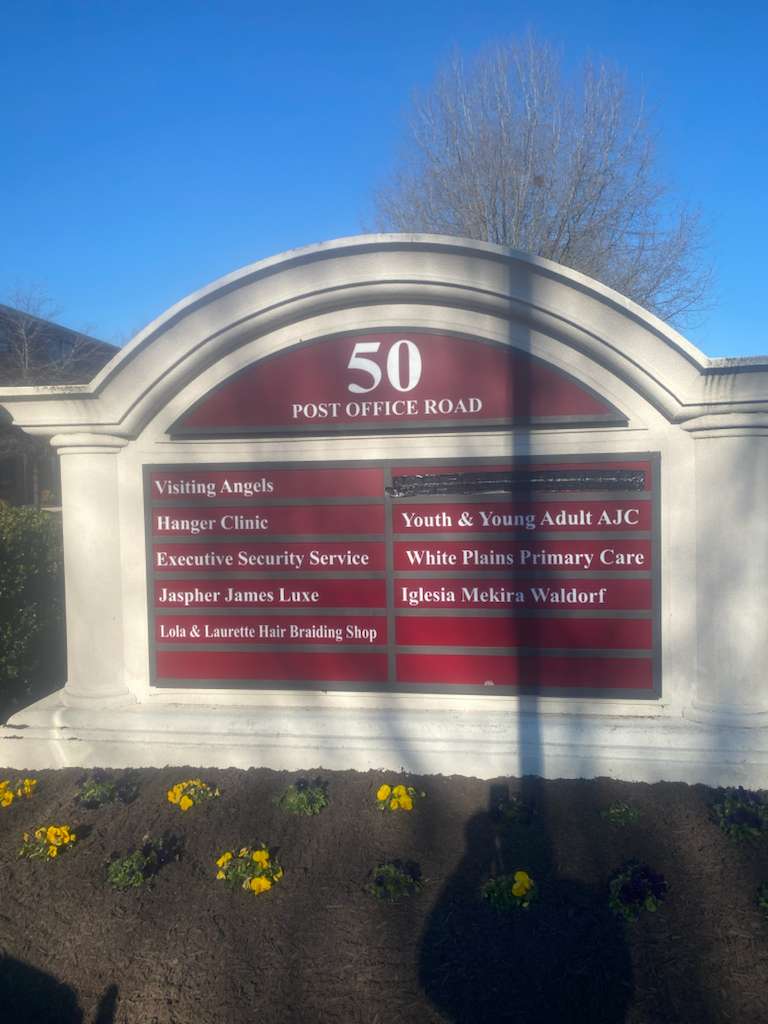 50
POST OFFICE ROAD
Visiting Angels
Hanger Clinic
Executive Security Service
Jaspher James Luxe
Lola & Laurette Hair Braiding Shop
Youth & Young Adult AJC
White Plains Primary Care
Iglesia Mekira Waldorf